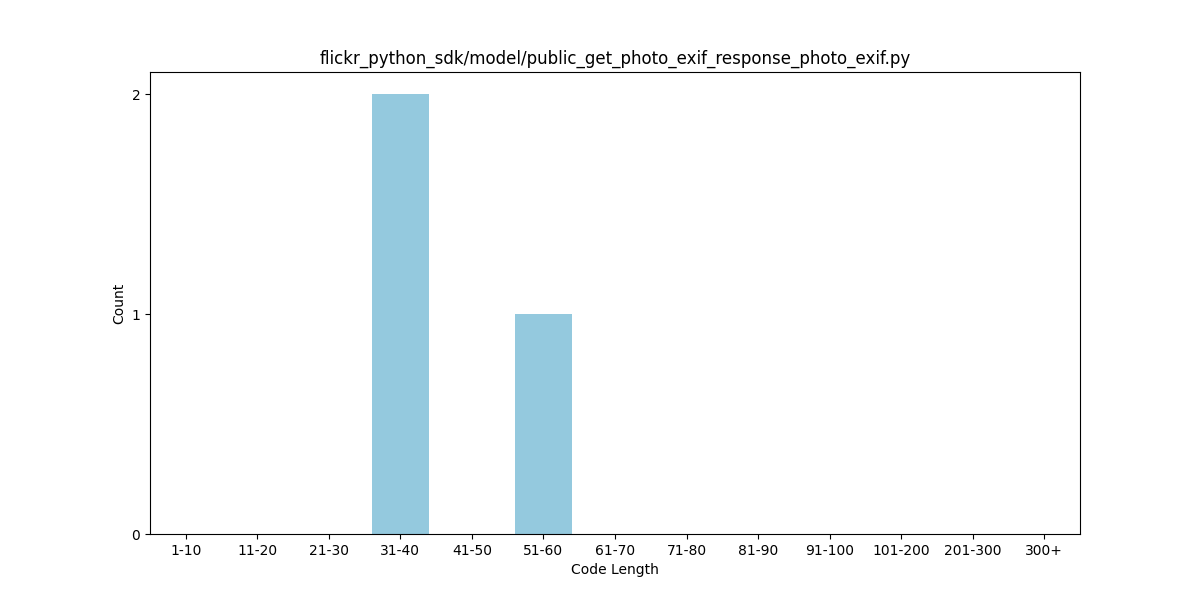 flickr_python_sdk/model/public_get_photo_exif_response_photo_exif.py
2
1
0
Count
1-10 11-20 21-30 31-40 41-50 51-60 61-70 71-80 81-90 91-100 101-200 201-300 300+
Code Length